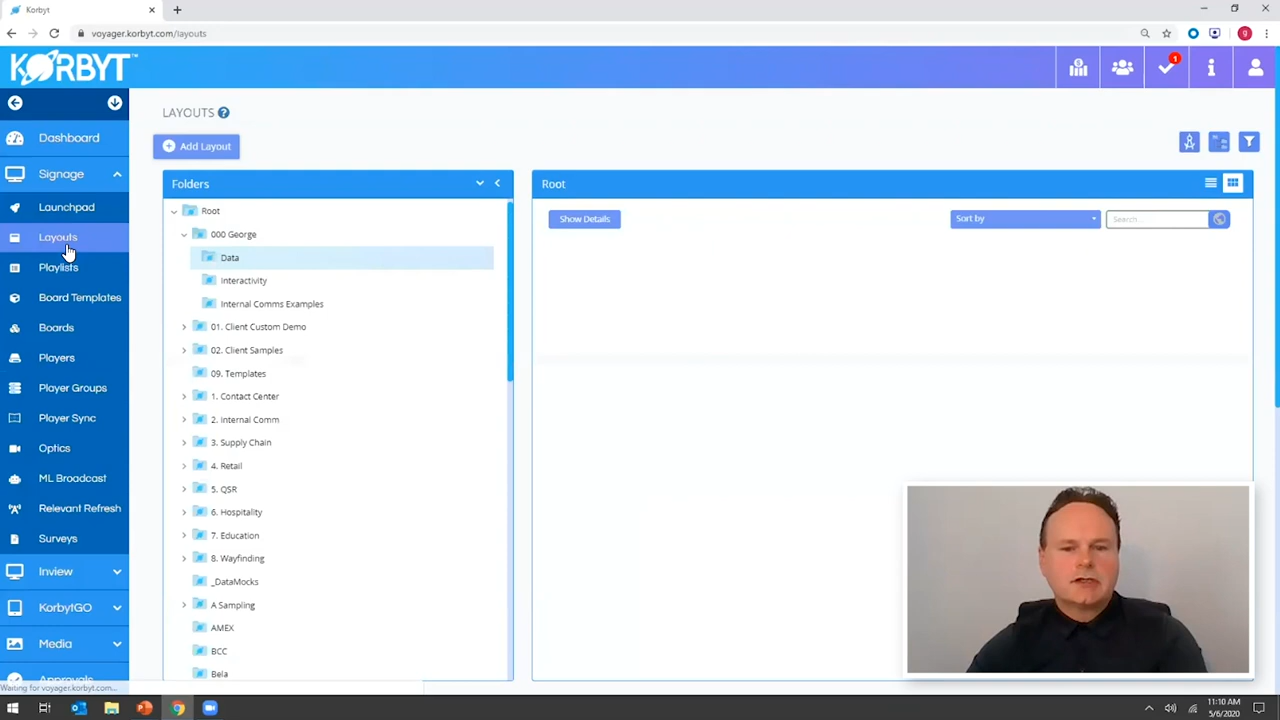 Korbyt
voyager.korbyt.com/layouts
g
KORBYT™
1
Dashboard
Signage
Launchpad
Layouts
Playlists
Board Templates
Boards
Players
Player Groups
Player Sync
Optics
ML Broadcast
Relevant Refresh
Surveys
Inview
KorbytGO
Media
Approvals
Waiting for voyager.korbyt.com...
LAYOUTS
Add Layout
Folders
Root
000 George
Data
Interactivity
Internal Comms Examples
01. Client Custom Demo
02. Client Samples
09. Templates
1. Contact Center
2. Internal Comm
3. Supply Chain
4. Retail
5. QSR
6. Hospitality
7. Education
8. Wayfinding
_DataMocks
A Sampling
AMEX
BCC
Bela
Root
Show Details
Sort by
Search...
11:10 AM
5/6/2020